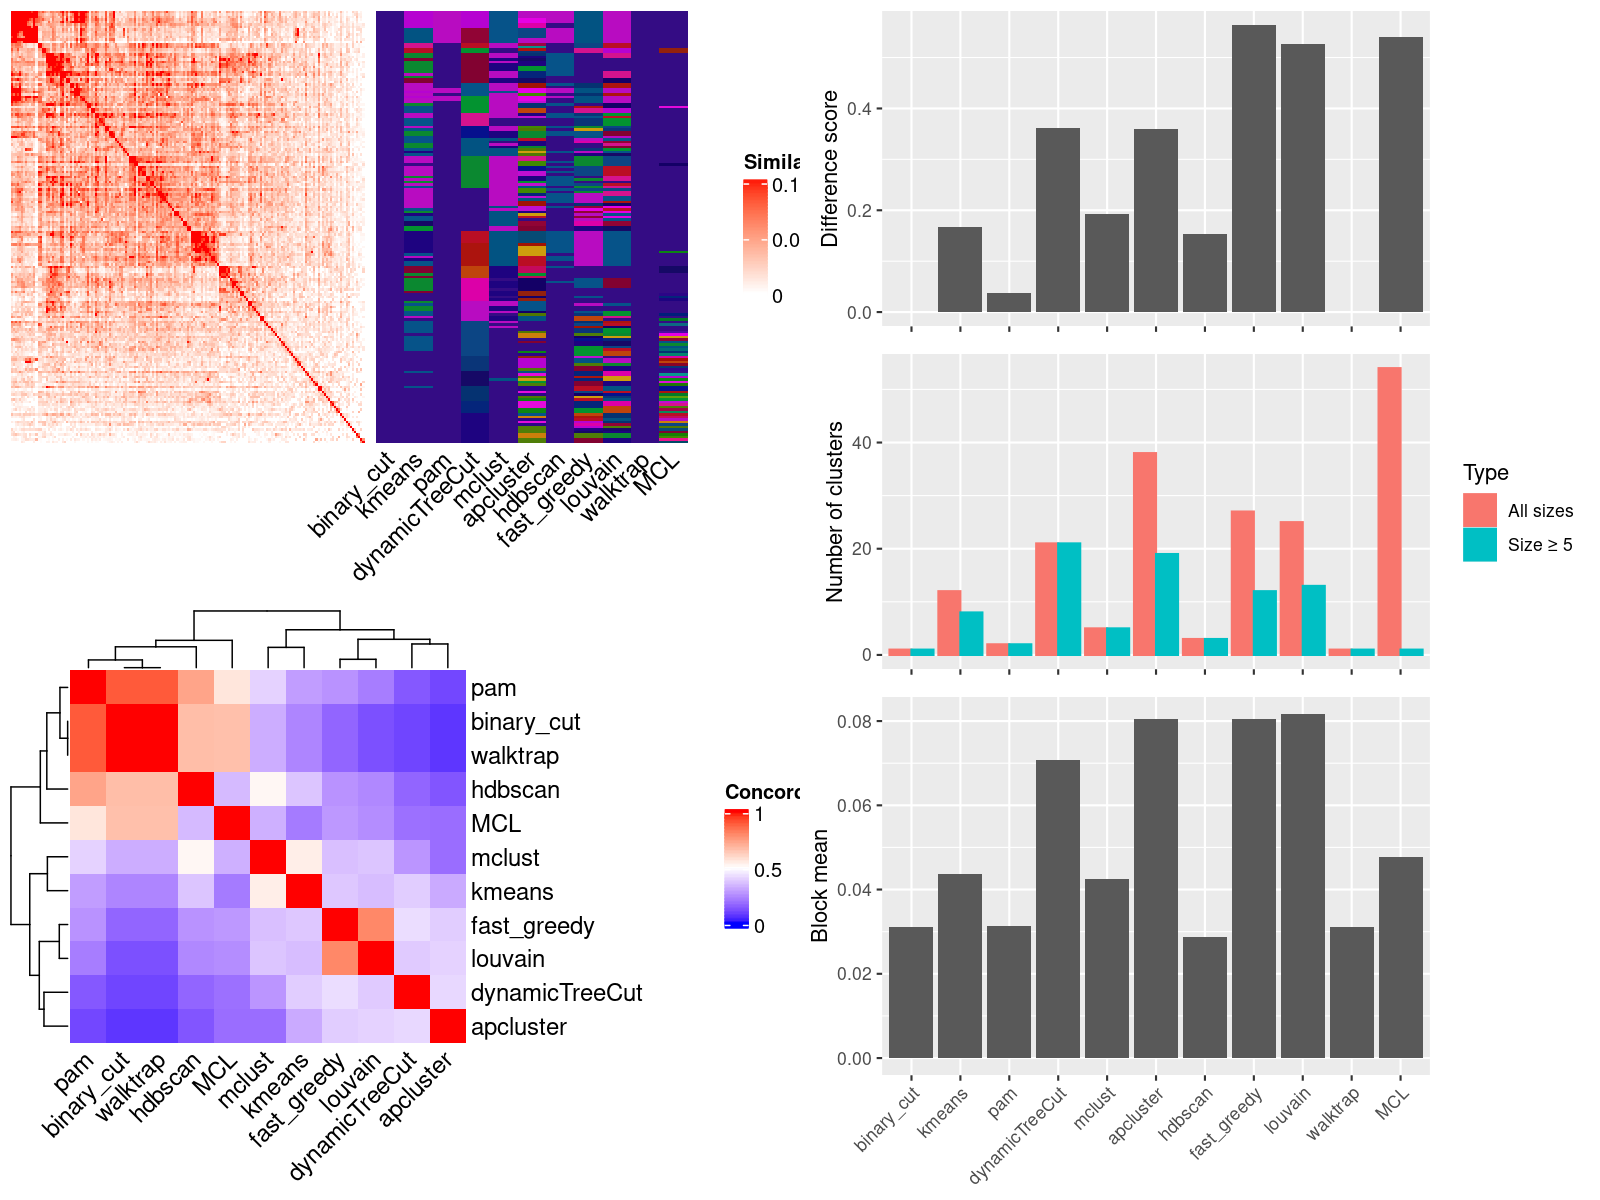 Simila
0.1
0.0
0
binary_cut
kmeans
pam
dynamicTreeCut
mclust
apcluster
hdbscan
fast_greedy
louvain
walktrap
MCL
pam
binary_cut
walktrap
hdbscan
MCL
mclust
kmeans
fast_greedy
louvain
dynamicTreeCut
apcluster
pam
binary_cut
walktrap
hdbscan
MCL
mclust
kmeans
fast_greedy
louvain
dynamicTreeCut
apcluster
Concord
1
0.5
0
Difference score
0.4
0.2
0.0
Number of clusters
40
20
0
Type
All sizes
Size ≥ 5
Block mean
0.08
0.06
0.04
0.02
0.00
binary_cut
kmeans
pam
dynamicTreeCut
mclust
apcluster
hdbscan
fast_greedy
louvain
walktrap
MCL